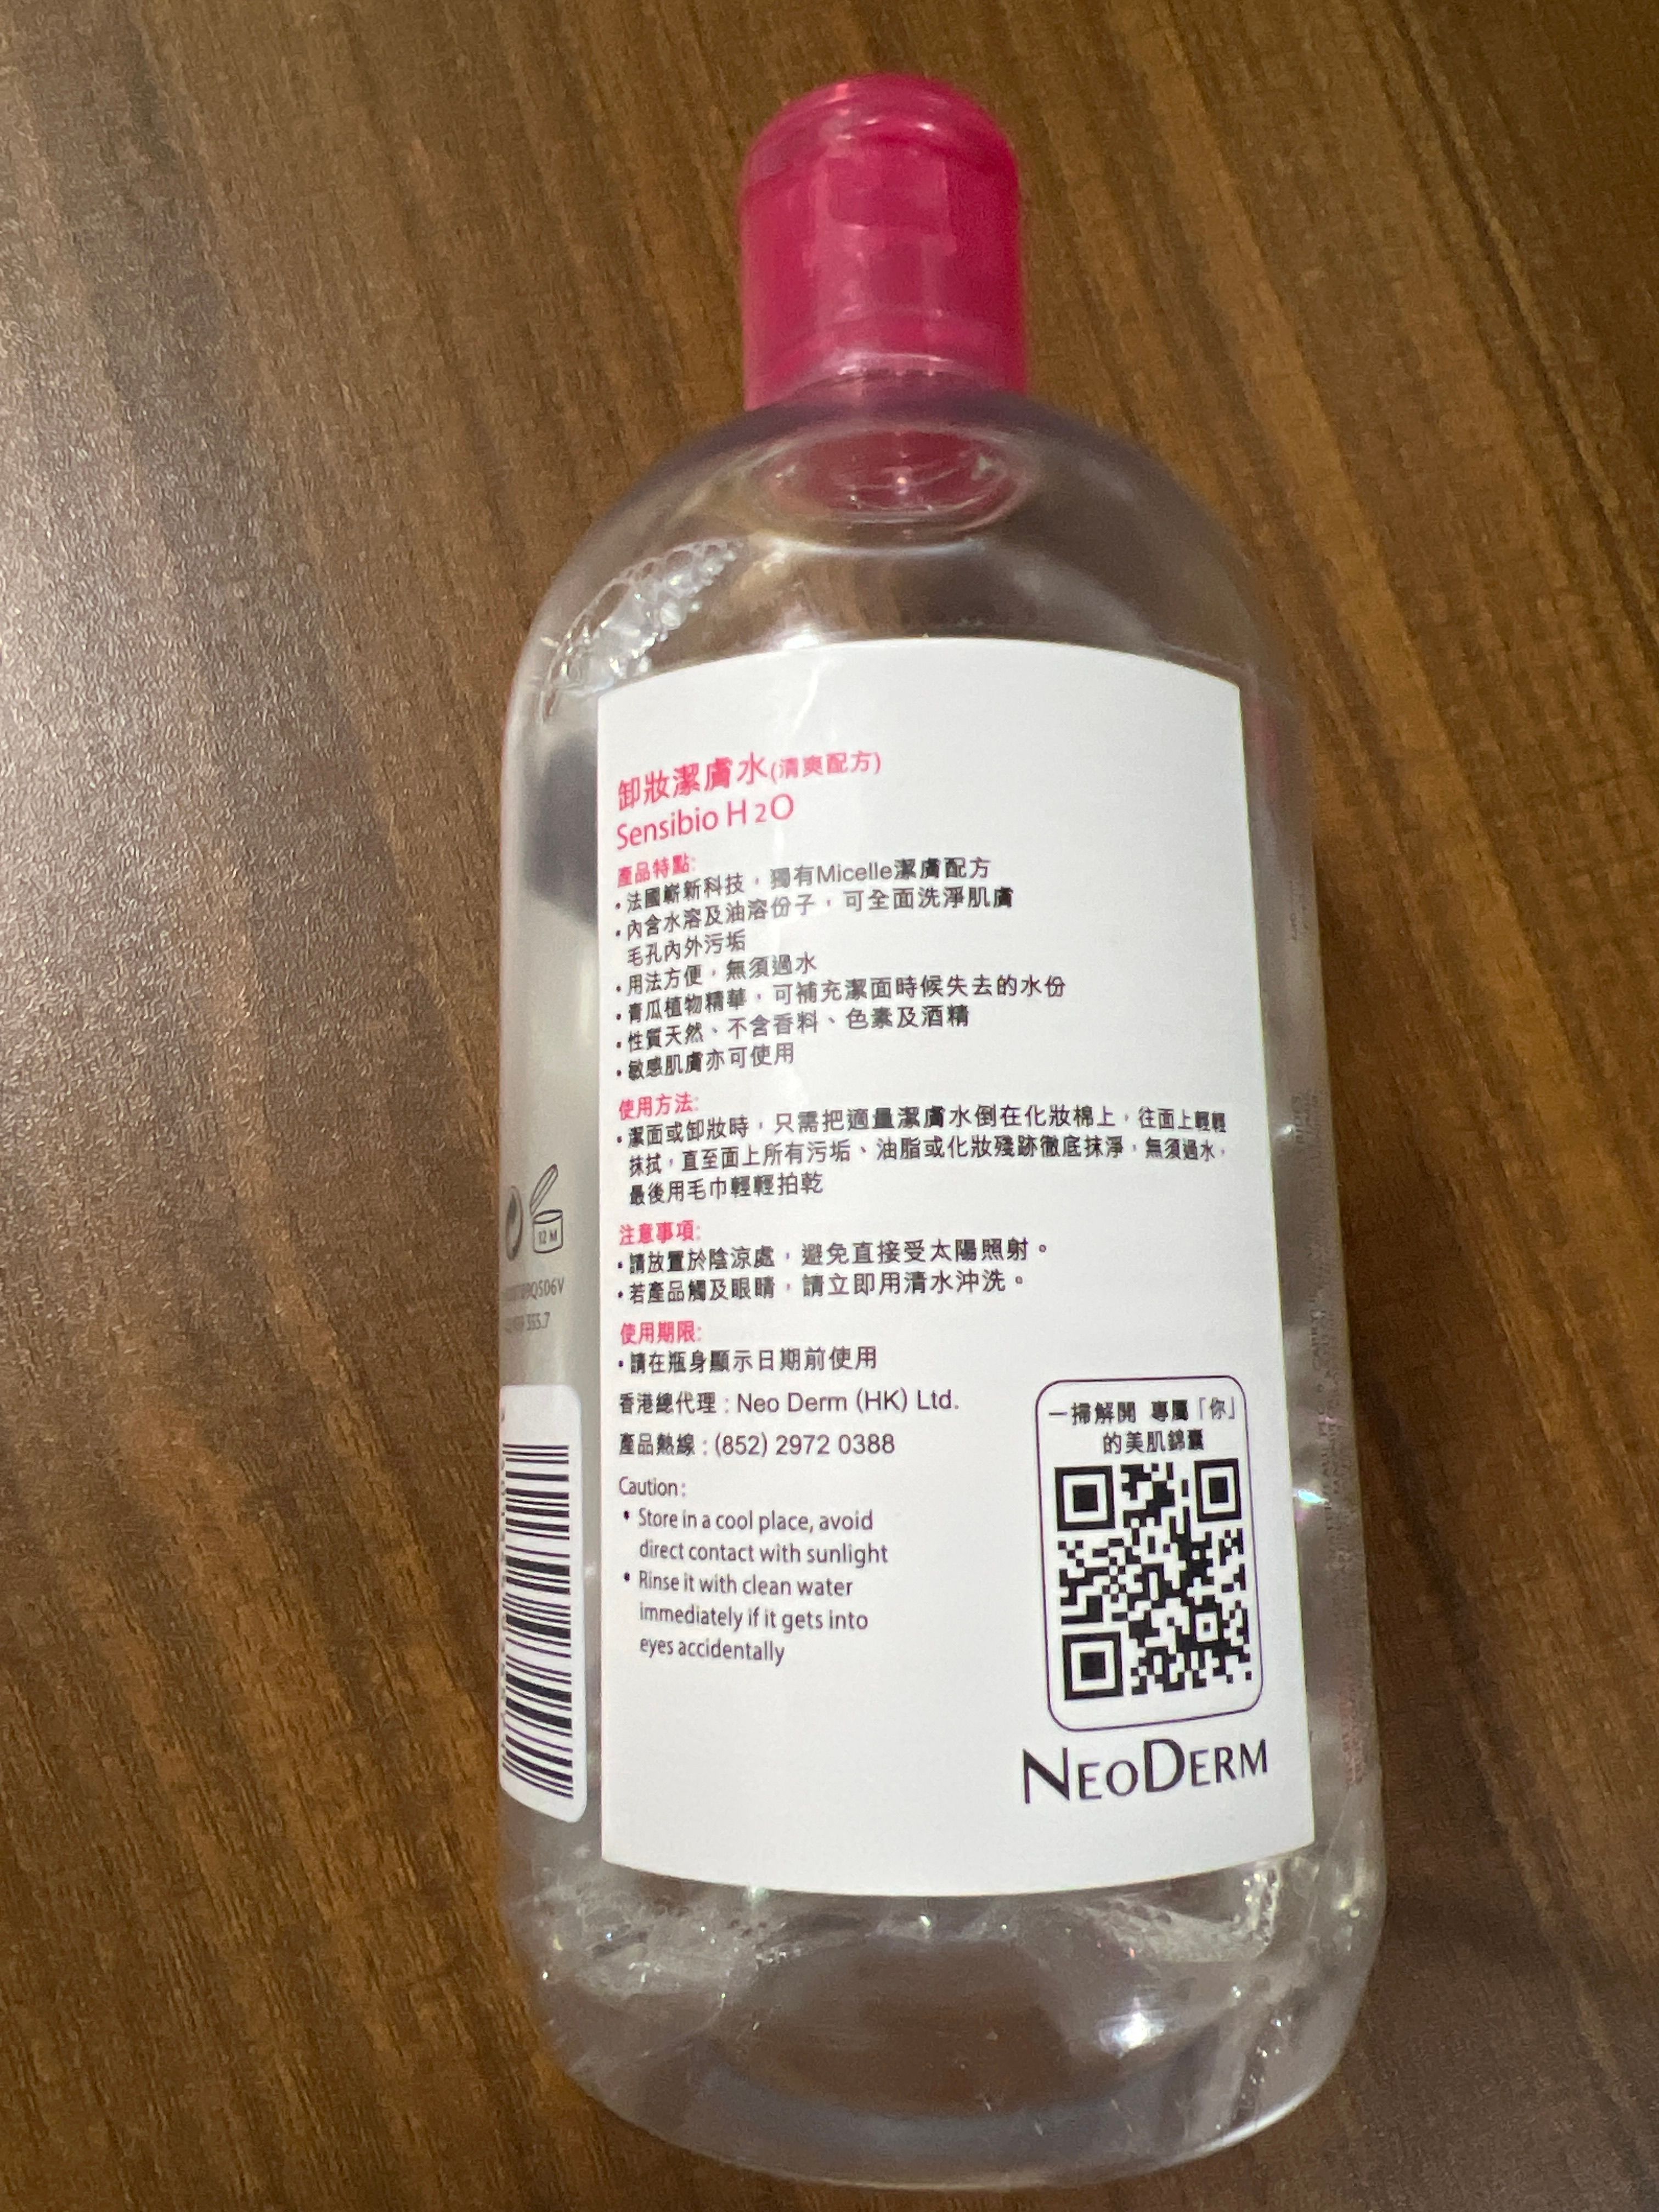 卸妝潔膚水(清爽配方)
Sensibio H2O
產品特點:
•法國嶄新科技，獨有Micelle潔膚配方
•內含水溶及油溶份子，可全面洗淨肌膚
毛孔內外污垢
•用法方便，無須過水
•青瓜植物精華，可補充潔面時候失去的水份
•性質天然、不含香料、色素及酒精
•敏感肌膚亦可使用
使用方法:
•潔面或卸妝時，只需把適量潔膚水倒在化妝棉上，往面上輕輕
抹拭，直至面上所有污垢、油脂或化妝殘跡徹底抹淨，無須過水，
最後用毛巾輕輕拍乾
注意事項:
•請放置於陰涼處，避免直接受太陽照射。
•若產品觸及眼睛，請立即用清水沖洗。
使用期限:
•請在瓶身顯示日期前使用
香港總代理 : Neo Derm (HK) Ltd.
產品熱線 : (852) 2972 0388
Caution :
• Store in a cool place, avoid
direct contact with sunlight
• Rinse it with clean water
immediately if it gets into
eyes accidentally
一掃解開 專屬「你」
的美肌錦囊
NEODERM
12 M